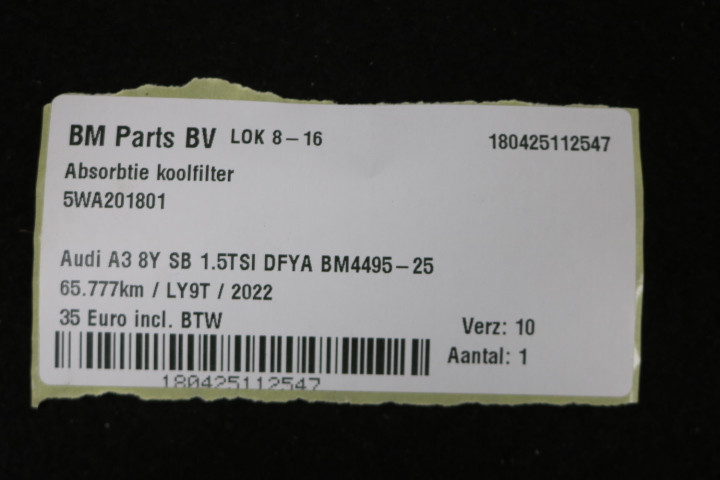 BM Parts BV LOK 8-16 180425112547
Absorbtie koolfilter
5WA201801
Audi A3 8Y SB 1.5TSI DFYA BM4495-25
65.777km / LY9T / 2022
35 Euro incl. BTW
Verz: 10
Aantal: 1
180425112547